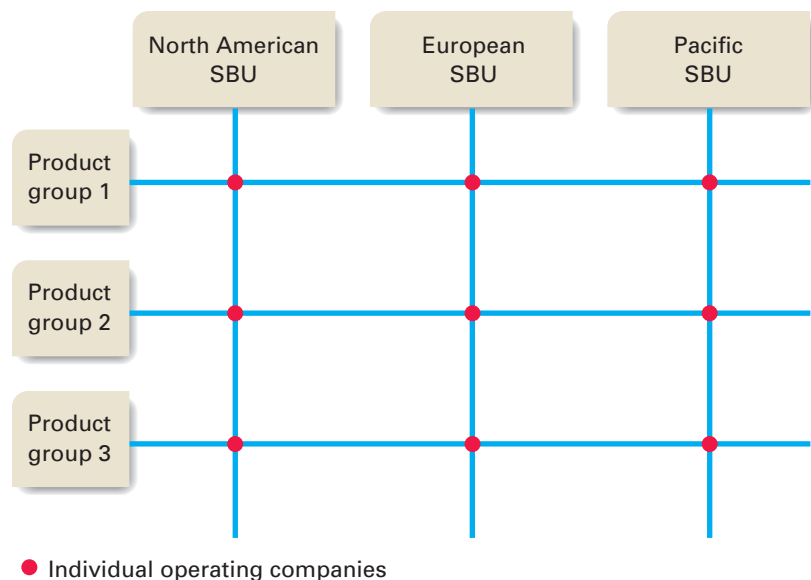 North American
SBU
European
SBU
Pacific
SBU
Product
group 1
Product
group 2
Product
group 3
Individual operating companies